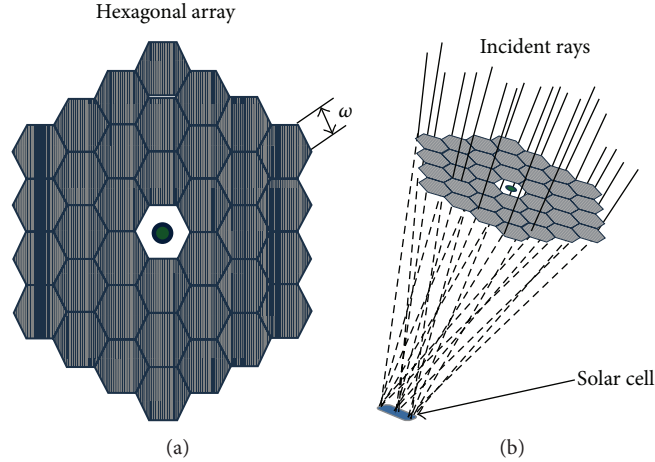 Hexagonal array
ω
(a)
Incident rays
Solar cell
(b)